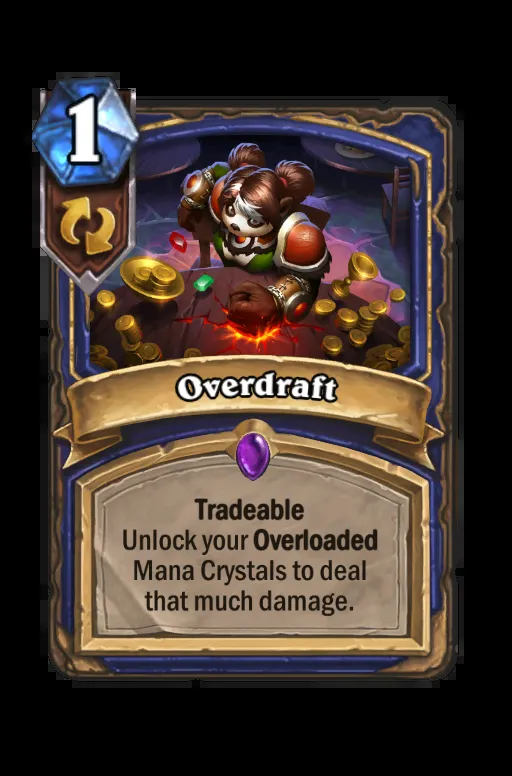 1
Overdraft
Tradeable
Unlock your Overloaded
Mana Crystals to deal
that much damage.